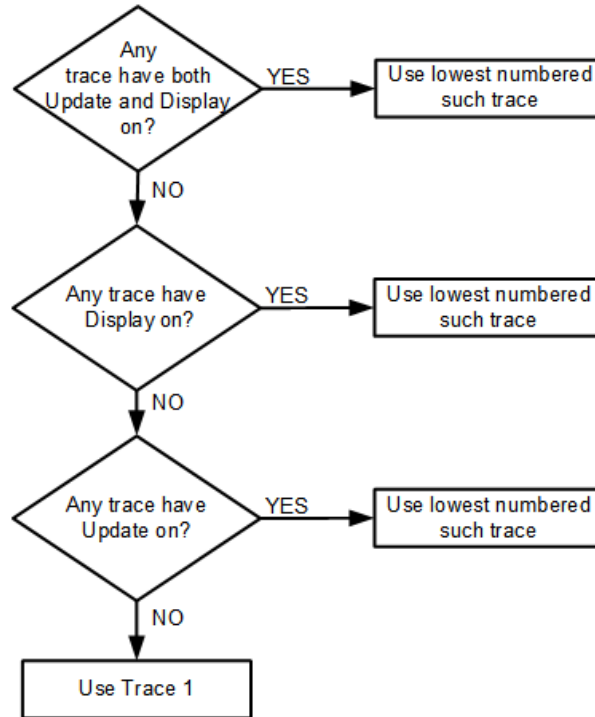 Any
trace have both
Update and Display
on?
YES
Use lowest numbered
such trace
NO
Any trace have
Display on?
YES
Use lowest numbered
such trace
NO
Any trace have
Update on?
YES
Use lowest numbered
such trace
NO
Use Trace 1